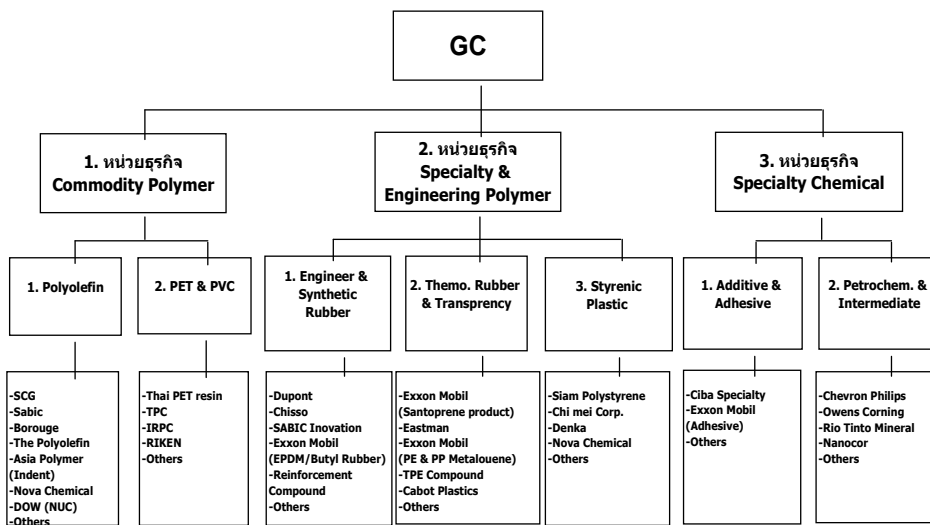 GC
1. หน่วยธุรกิจ
Commodity Polymer
2. หน่วยธุรกิจ
Specialty &
Engineering Polymer
3. หน่วยธุรกิจ
Specialty Chemical
1. Polyolefin
2. PET & PVC
1. Engineer &
Synthetic
Rubber
2. Themo. Rubber
& Transprency
3. Styrenic
Plastic
1. Additive &
Adhesive
2. Petrochem. &
Intermediate
-SCG
-Sabic
-Borouge
-The Polyolefin
-Asia Polymer
(Indent)
-Nova Chemical
-DOW (NUC)
-Others
-Thai PET resin
-TPC
-IRPC
-RIKEN
-Others
-Dupont
-Chisso
-SABIC Inovation
-Exxon Mobil
(EPDM/Butyl Rubber)
-Reinforcement
Compound
-Others
-Exxon Mobil
(Santoprene product)
-Eastman
-Exxon Mobil
(PE & PP Metalouene)
-TPE Compound
-Cabot Plastics
-Others
-Siam Polystyrene
-Chi mei Corp.
-Denka
-Nova Chemical
-Others
-Ciba Specialty
-Exxon Mobil
(Adhesive)
-Others
-Chevron Philips
-Owens Corning
-Rio Tinto Mineral
-Nanocor
-Others